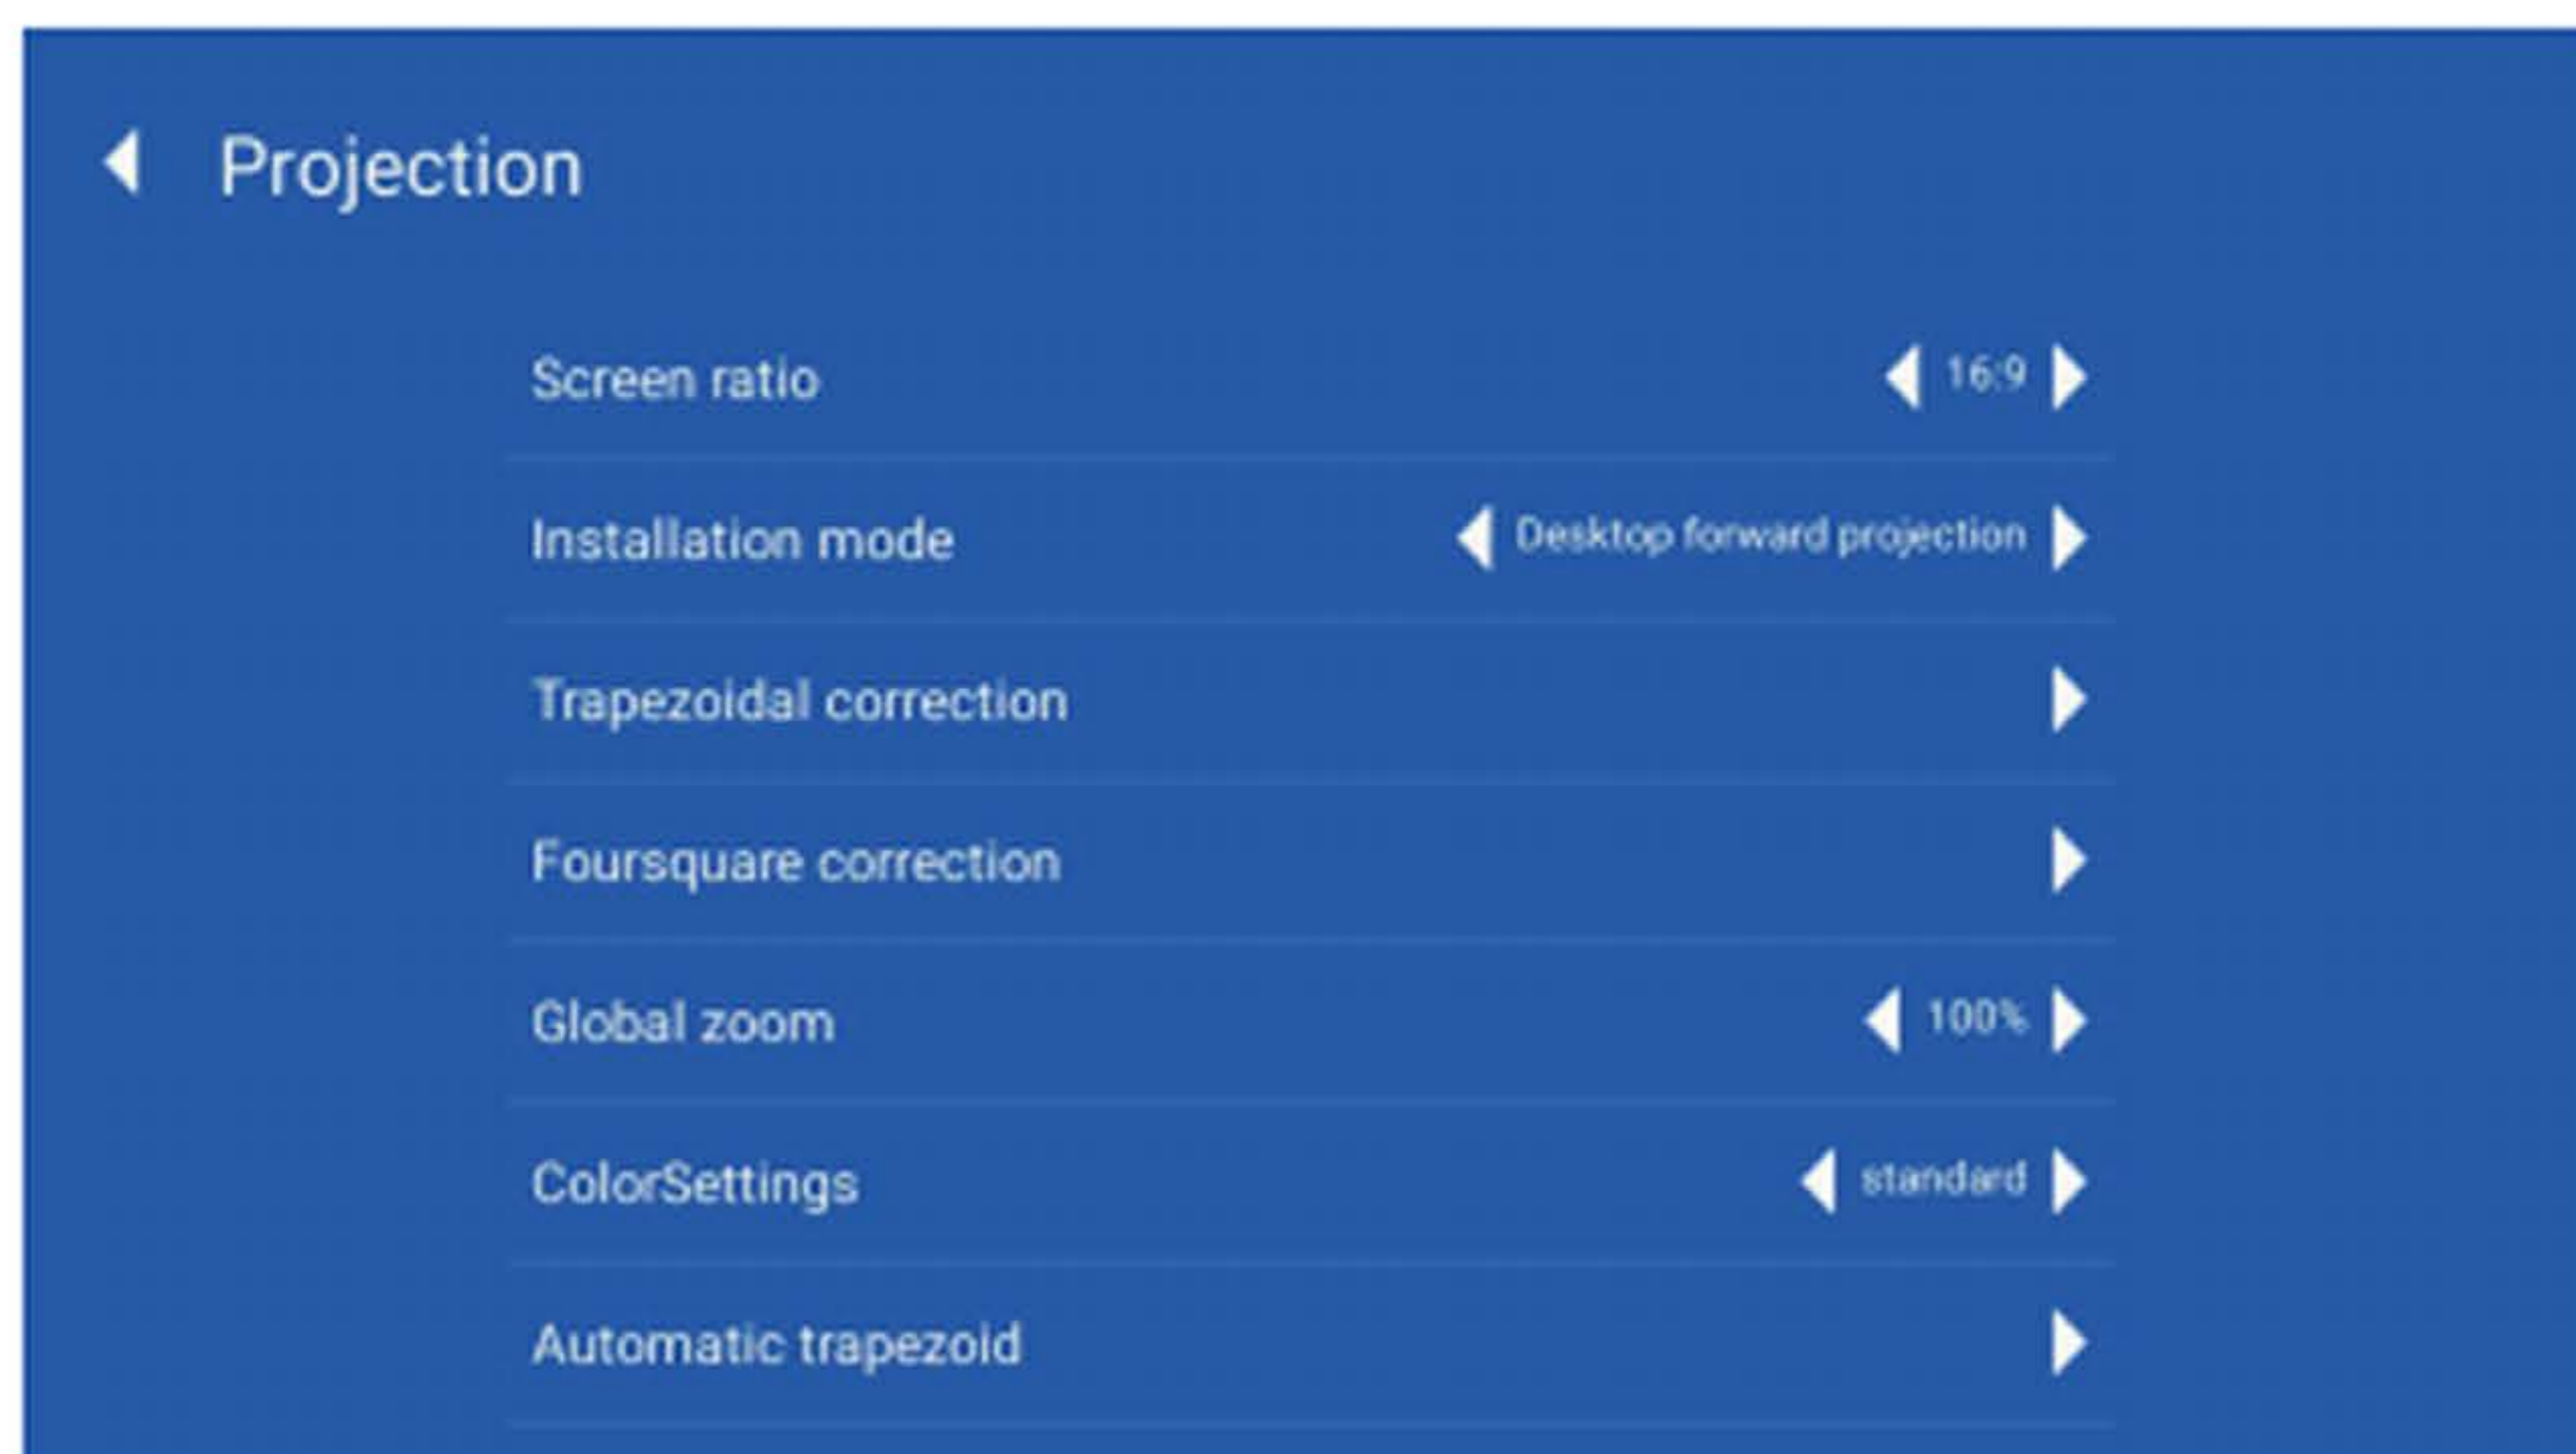 Projection
Screen ratio 16:9
Installation mode Desktop forward projection
Trapezoidal correction
Foursquare correction
Global zoom 100%
ColorSettings standard
Automatic trapezoid